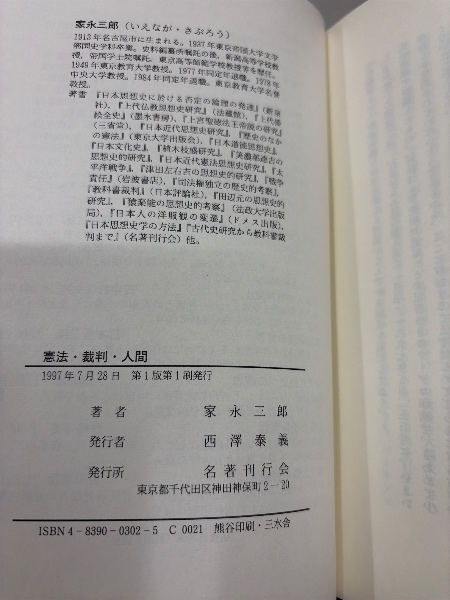 家永三郎(いえなが・さぶろう)
1913年名古屋市に生まれる。1937年東京帝国大学文学
部国史学科卒業。史料編纂所嘱託の後、新潟高等学校教
授、帝国学士院嘱託、東京高等師範学校教授等を歴任。
1949年東京教育大学教授。1977年同定年退職。1978年
中央大学教授。1984年同定年退職。東京教育大学名誉
教授。
著書 『日本思想史に於ける否定の論理の発達』(新泉
社)、『上代仏教思想史研究』(法蔵館)、『上代倭
絵全史』(墨水書房)、『上宮聖徳法王帝説の研究』
(三省堂)、『日本近代思想史研究』、『歴史のなか
の憲法』(東京大学出版会)、『日本道徳思想史』、
『日本文化史』、『植木枝盛研究』、『美濃部達吉の
思想史的研究』、『日本近代憲法思想史研究』、『太
平洋戦争』、『津田左右吉の思想史的研究』、『戦争
責任』(岩波書店)、『司法権独立の歴史的考察』、
『教科書裁判』(日本評論社)、『田辺元の思想史的
研究』、『猿楽能の思想史的考察』(法政大学出版
局)、『日本人の洋服観の変遷』(ドメス出版)、
『日本思想史学の方法』『古代史研究から教科書裁
判まで』(名著刊行会)他。
憲法・裁判・人間
1997年7月28日 第1版第1刷発行
著者 家永三郎
発行者 西澤泰義
発行所 名著刊行会
東京都千代田区神田神保町2-20
ISBN4-8390-0302-5 C0021 熊谷印刷・三水舎